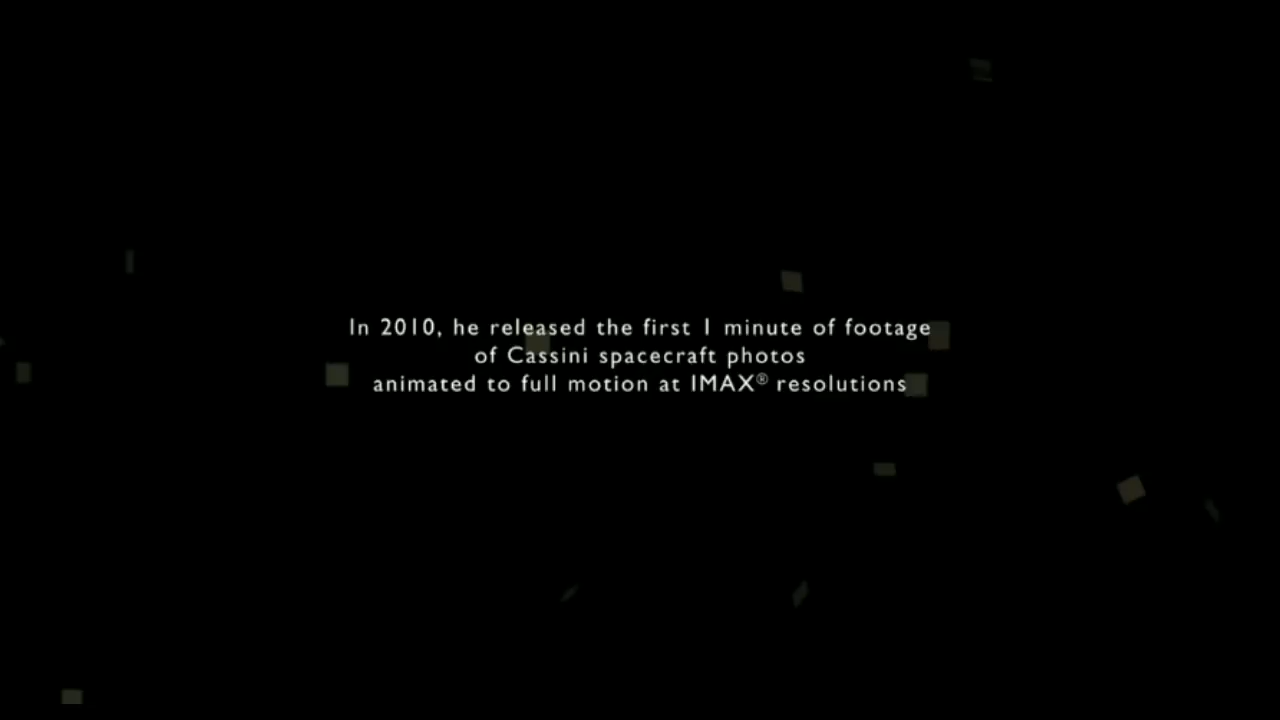 In 2010, he released the first 1 minute of footage
of Cassini spacecraft photos
animated to full motion at IMAX® resolutions